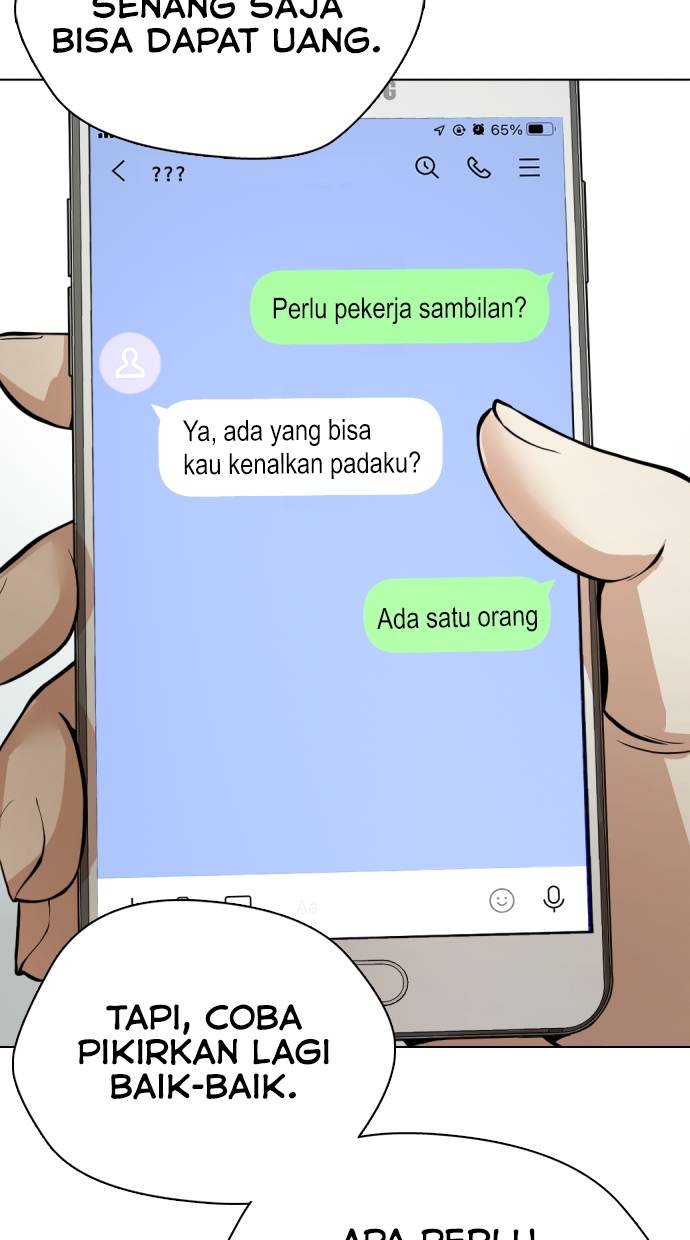 SENANG SAJA
BISA DAPAT UANG.
G
65%
???
Perlu pekerja sambilan?
Ya, ada yang bisa
kau kenalkan padaku?
Ada satu orang
Aa
TAPI, COBA
PIKIRKAN LAGI
BAIK-BAIK.
APA PERLU